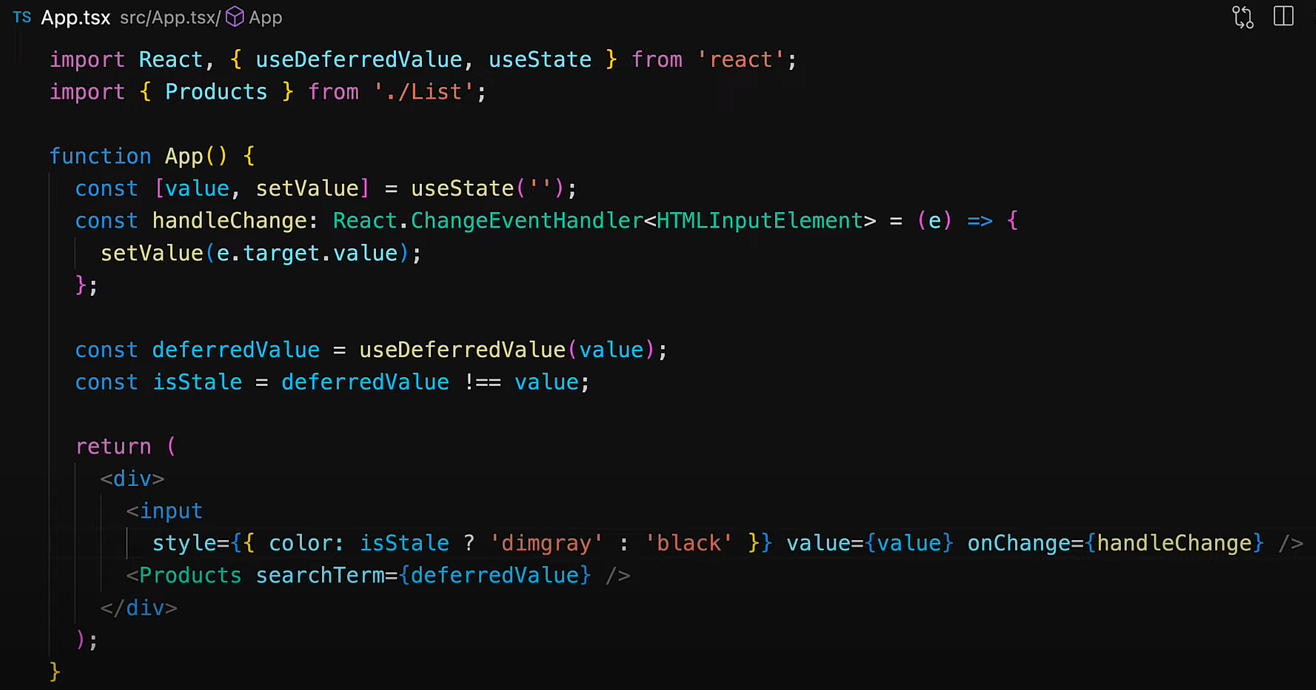 TS App.tsx src/App.tsx/ App
import React, { useDeferredValue, useState } from 'react';
import { Products } from './List';
function App() {
const [value, setValue] = useState('');
const handleChange: React.ChangeEventHandler<HTMLInputElement> = (e) => {
setValue(e.target.value);
};
const deferredValue = useDeferredValue(value);
const isStale = deferredValue !== value;
return (
<div>
<input
style={{ color: isStale ? 'dimgray' : 'black' }} value={value} onChange={handleChange} />
<Products searchTerm={deferredValue} />
</div>
);
}